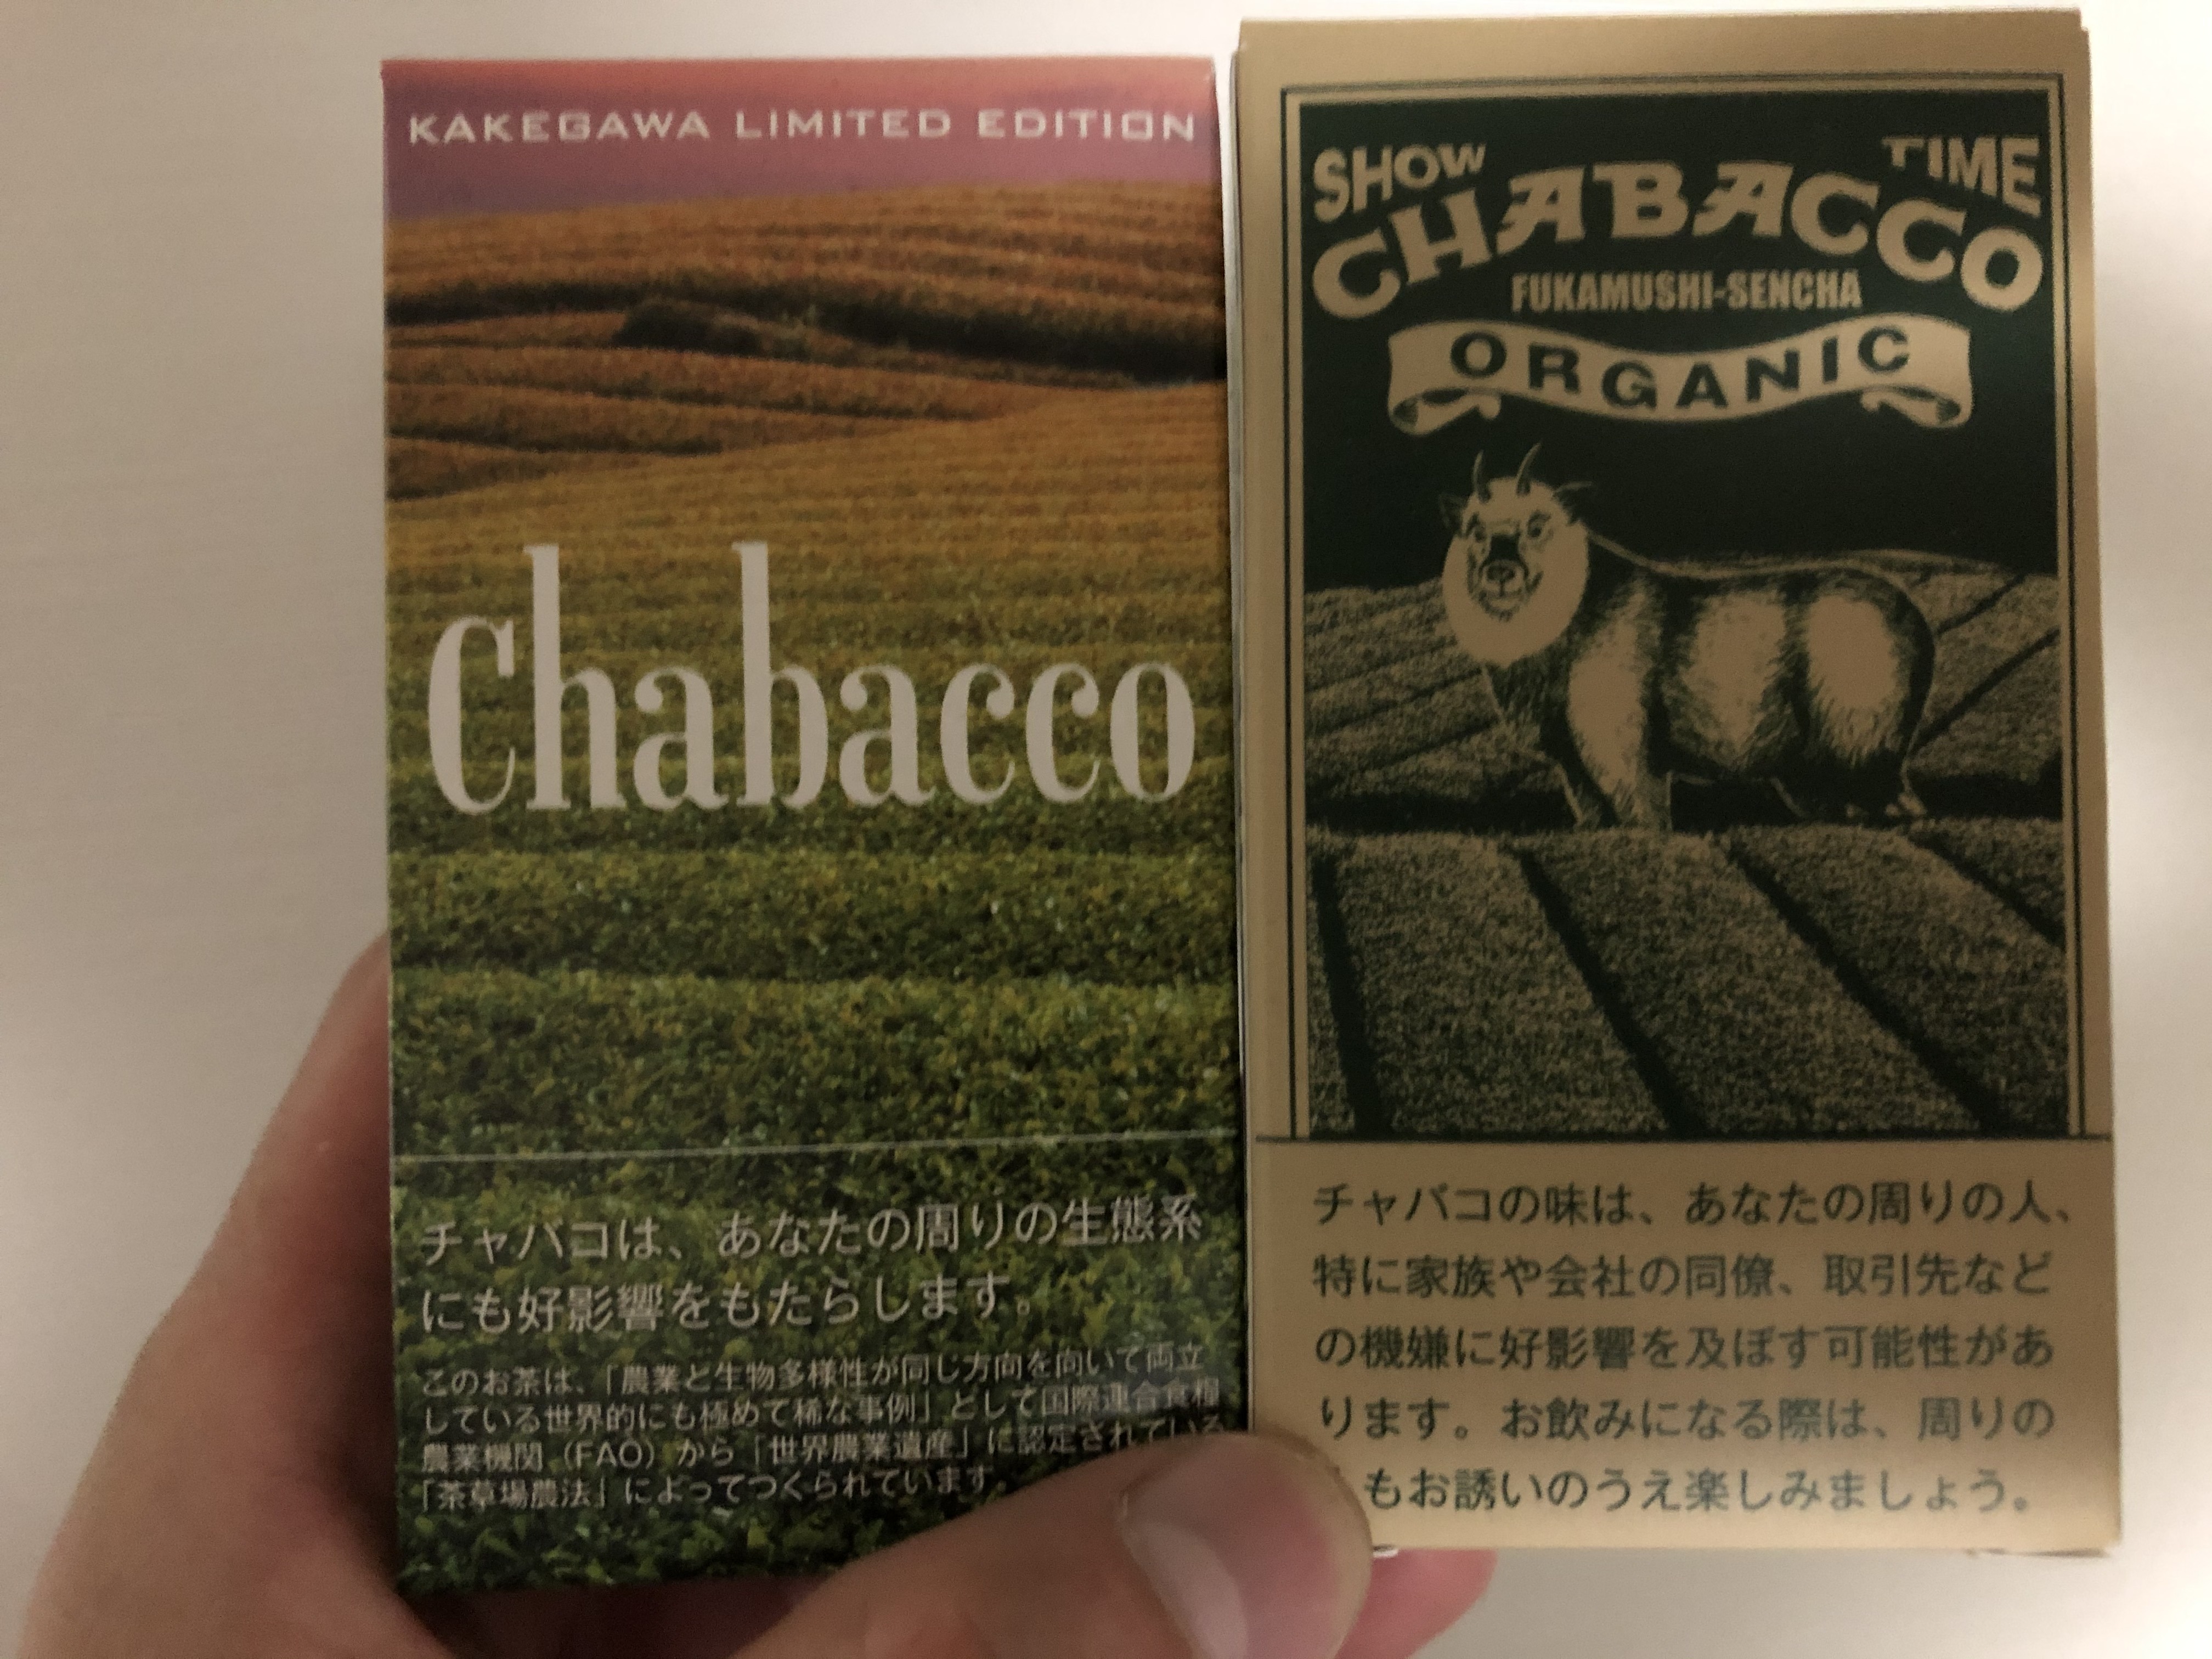 KAKEGAWA LIMITED EDITION
Chabacco
チャバコは、あなたの周りの生態系
にも好影響をもたらします。
このお茶は、「農業と生物多様性が同じ方向を向いて両立
している世界的にも極めて稀な事例」として国際連合食糧
農業機関（FAO）から「世界農業遺産」に認定されている
「茶草場農法」によってつくられています。
SHOW TIME
CHABACCO
FUKAMUSHI-SENCHA
ORGANIC
チャバコの味は、あなたの周りの人、
特に家族や会社の同僚、取引先など
の機嫌に好影響を及ぼす可能性があ
ります。お飲みになる際は、周りの
もお誘いのうえ楽しみましょう。